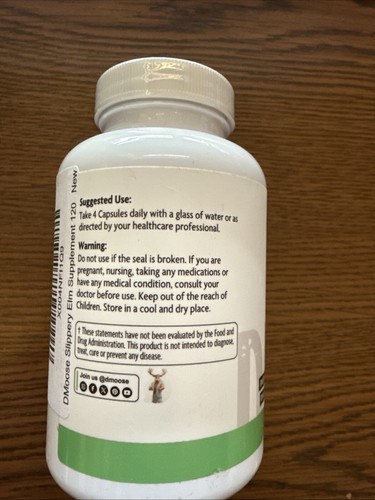 Suggested Use:
Take 4 Capsules daily with a glass of water or as
directed by your healthcare professional.
Warning:
Do not use if the seal is broken. If you are
pregnant, nursing, taking any medications or
have any medical condition, consult your
doctor before use. Keep out of the reach of
Children. Store in a cool and dry place.
† These statements have not been evaluated by the Food and
Drug Administration. This product is not intended to diagnose,
treat, cure or prevent any disease.
Join us @dmoose
X004NFI1O9
DMoose Slippery Elm Supplement 120
New